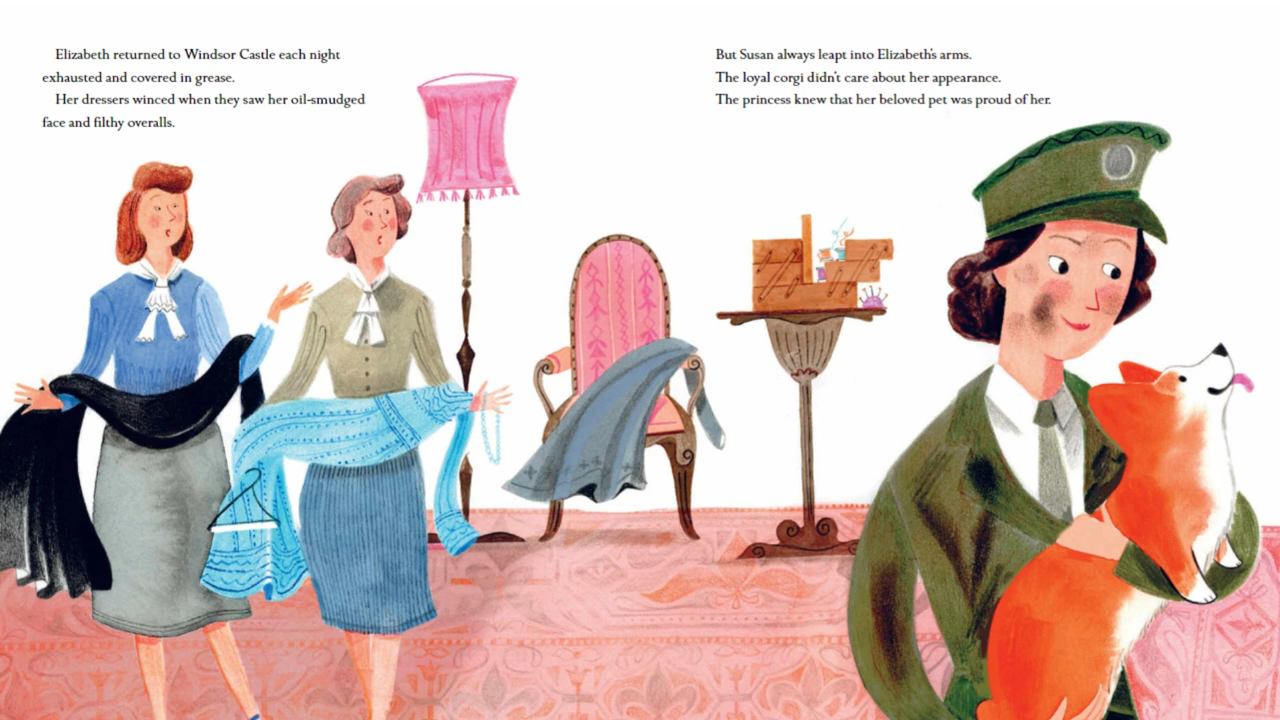 Elizabeth returned to Windsor Castle each night
exhausted and covered in grease.
Her dressers winced when they saw her oil-smudged
face and filthy overalls.
But Susan always leapt into Elizabeth's arms.
The loyal corgi didn't care about her appearance.
The princess knew that her beloved pet was proud of her.